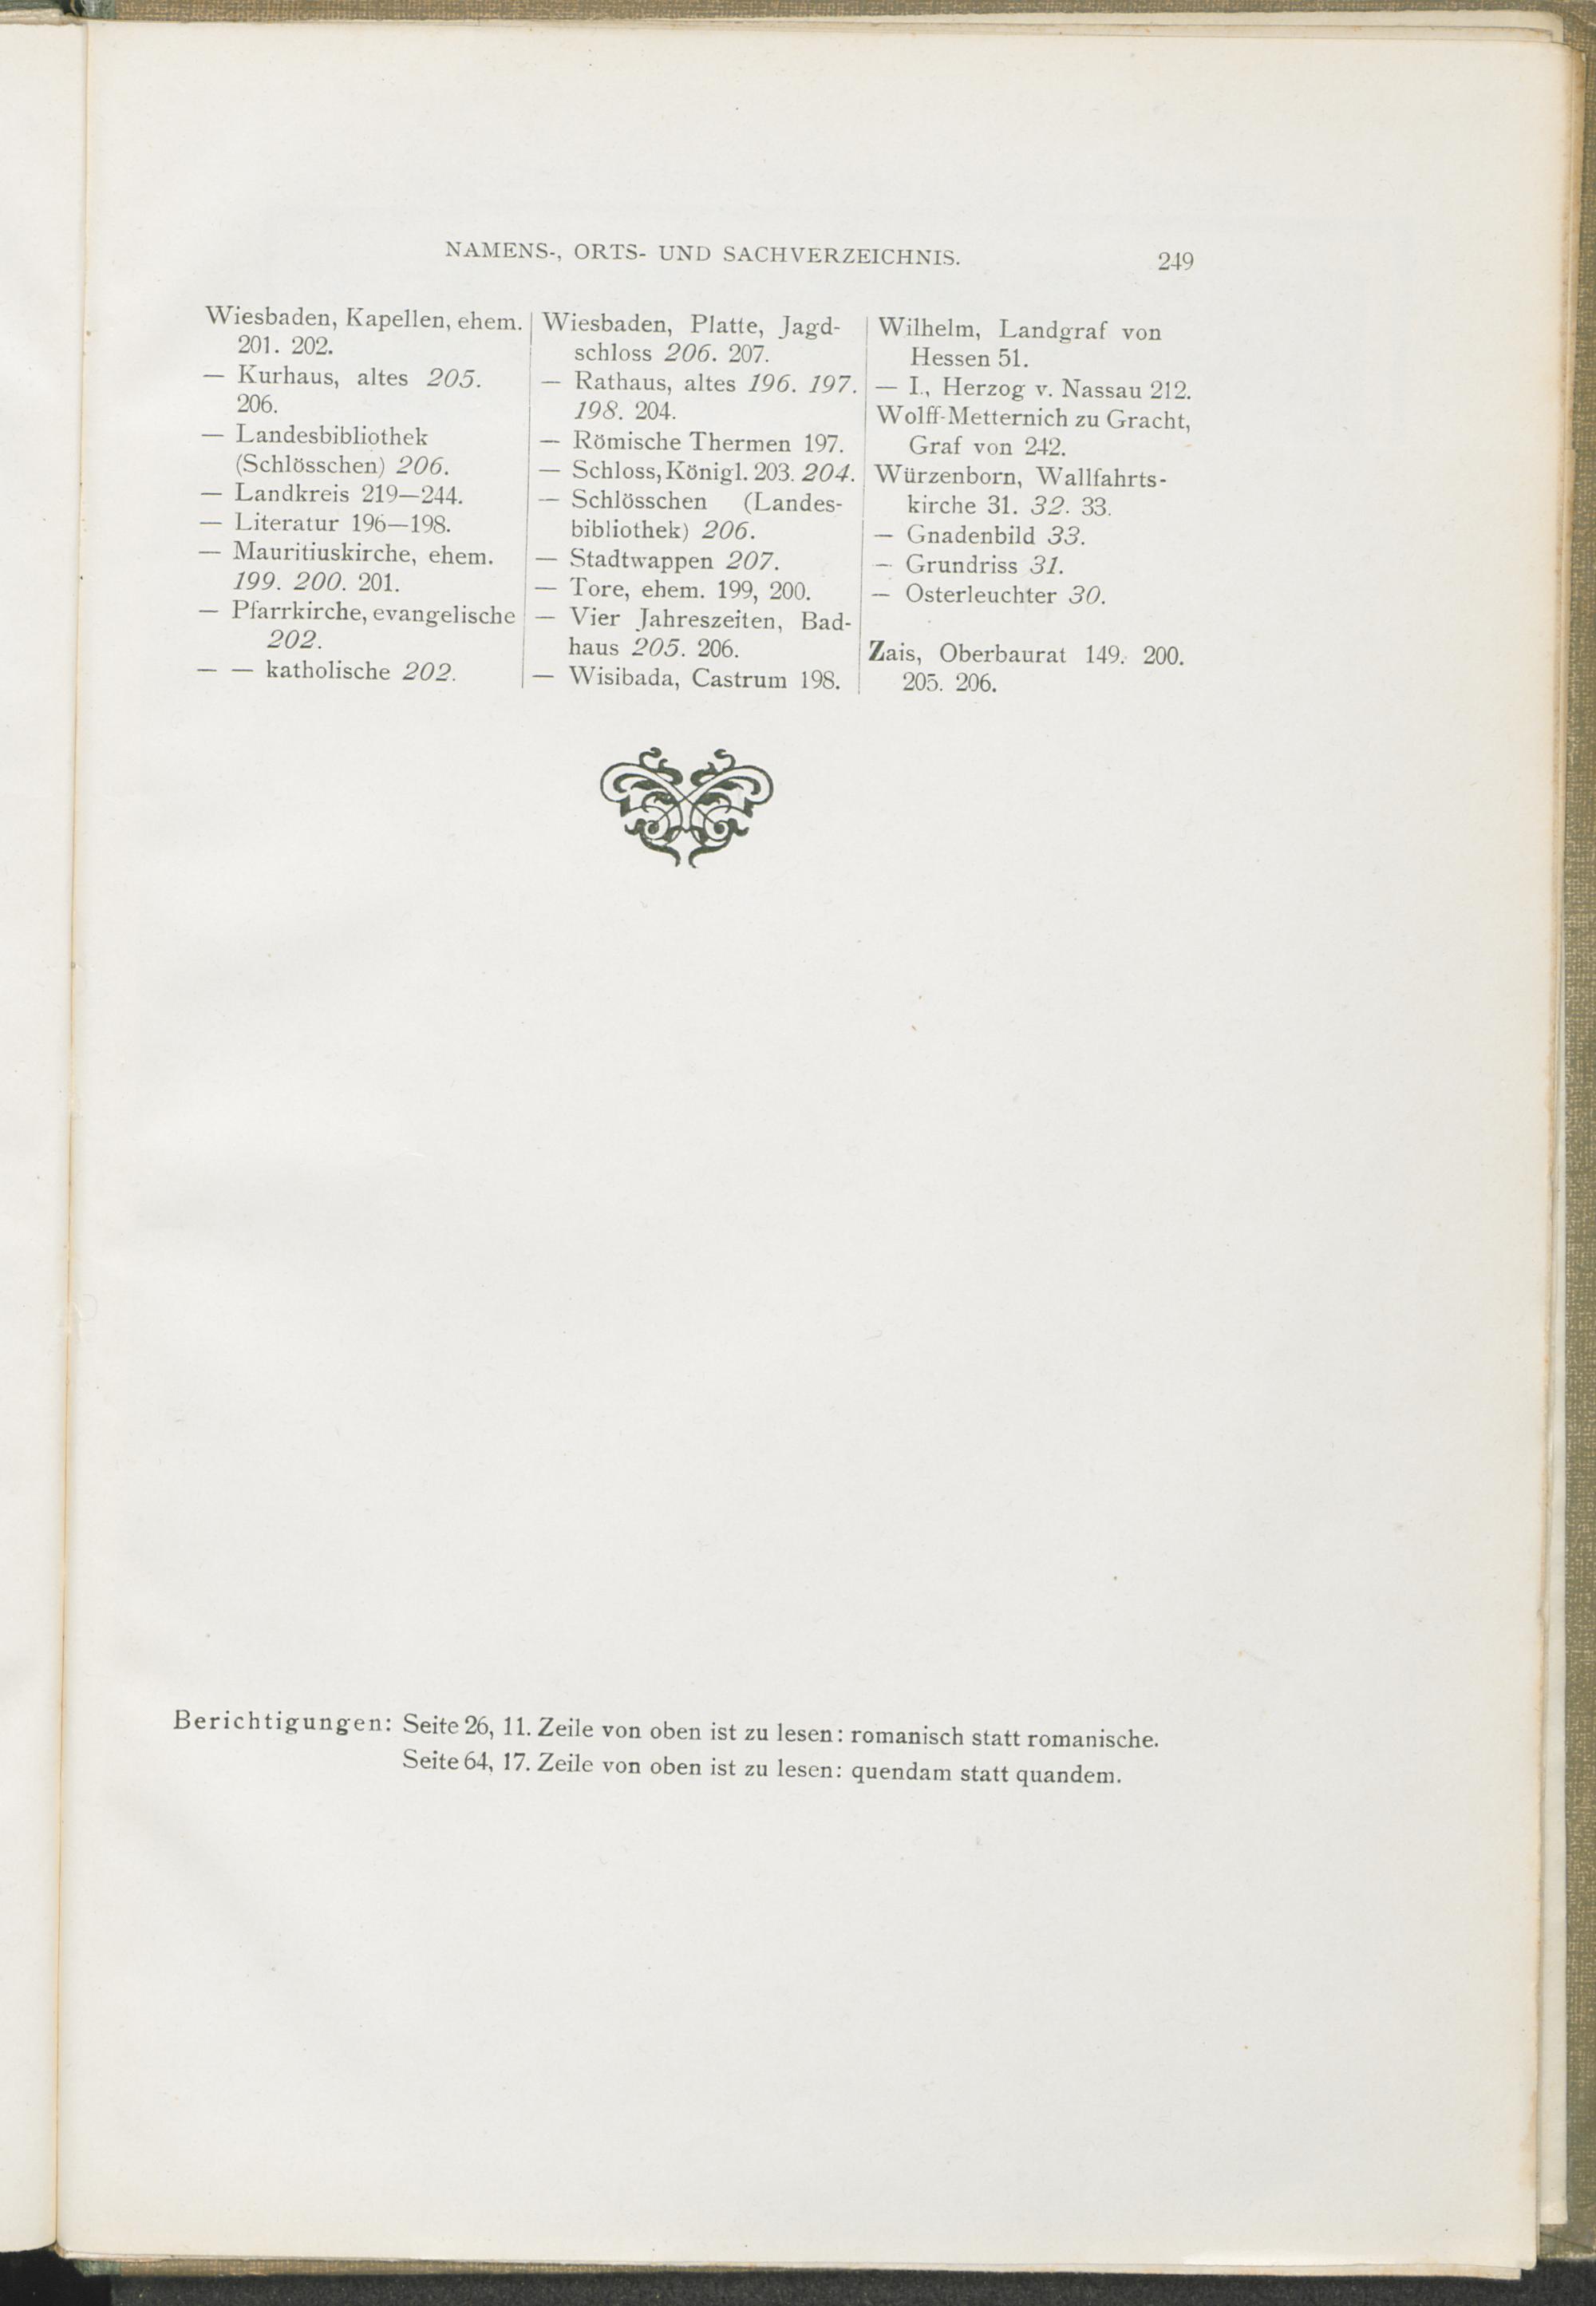 NAMENS-, ORTS- UND SACHVERZEICHNIS. 249
Wiesbaden, Kapellen, ehem.
201. 202.
— Kurhaus, altes 205.
206.
— Landesbibliothek
(Schlösschen) 206.
— Landkreis 219—244.
— Literatur 196—198.
— Mauritiuskirche, ehem.
199. 200. 201.
— Pfarrkirche, evangelische
202.
— — katholische 202.
Wiesbaden, Platte, Jagd-
schloss 206. 207.
— Rathaus, altes 196. 197.
198. 204.
— Römische Thermen 197.
— Schloss, Königl. 203. 204.
— Schlösschen (Landes-
bibliothek) 206.
— Stadtwappen 207.
— Tore, ehem. 199, 200.
— Vier Jahreszeiten, Bad-
haus 205. 206.
— Wisibada, Castrum 198.
Wilhelm, Landgraf von
Hessen 51.
— I., Herzog v. Nassau 212.
Wolff-Metternich zu Gracht,
Graf von 242.
Würzenborn, Wallfahrts-
kirche 31. 32. 33.
— Gnadenbild 33.
— Grundriss 31.
— Osterleuchter 30.
Zais, Oberbaurat 149. 200.
205. 206.
Berichtigungen: Seite 26, 11. Zeile von oben ist zu lesen: romanisch statt romanische.
Seite 64, 17. Zeile von oben ist zu lesen: quendam statt quandem.